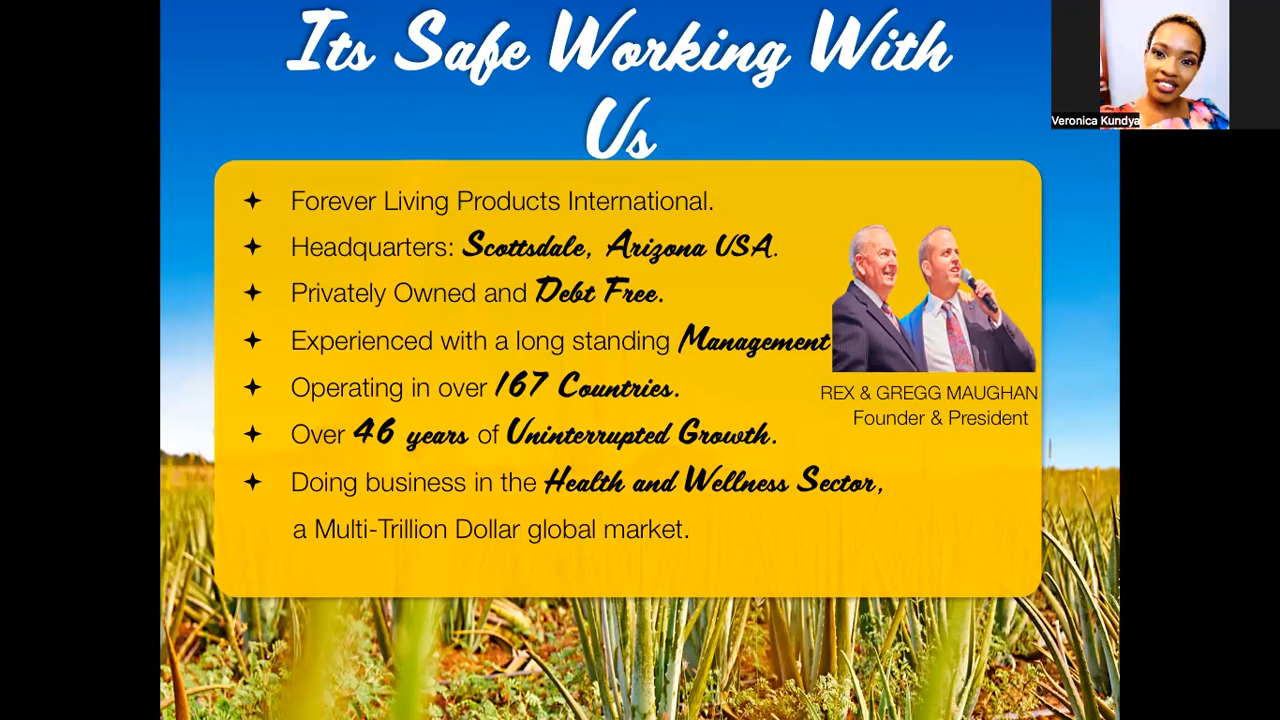 Its Safe Working With
Us
Veronica Kundya
Forever Living Products International.
Headquarters: Scottsdale, Arizona USA.
Privately Owned and Debt Free.
Experienced with a long standing Management
Operating in over 167 Countries.
Over 46 years of Uninterrupted Growth.
Doing business in the Health and Wellness Sector,
a Multi-Trillion Dollar global market.
REX & GREGG MAUGHAN
Founder & President